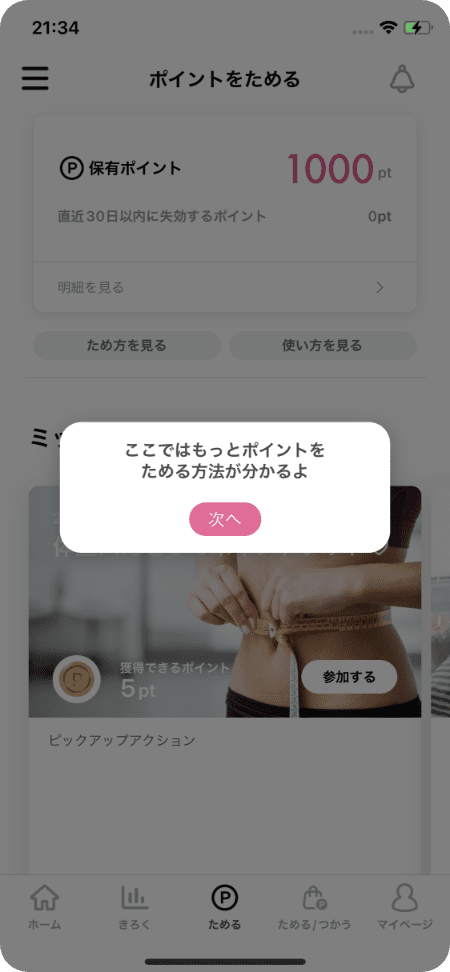 21:34
ポイントをためる
P 保有ポイント
1000 pt
直近30日以内に失効するポイント
0pt
明細を見る
ため方を見る
使い方を見る
ここではもっとポイントを
ためる方法が分かるよ
次へ
獲得できるポイント
5pt
参加する
ピックアップアクション
ホーム
きろく
ためる
ためる/つかう
マイページ